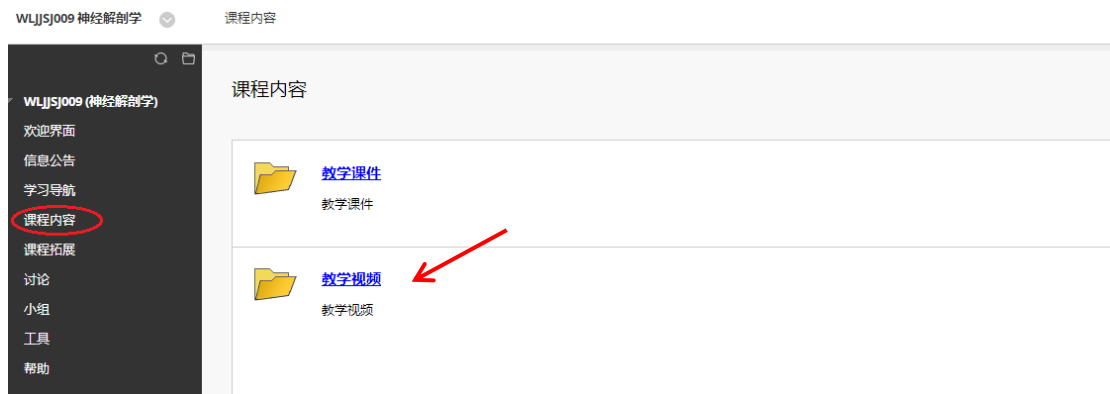 WLJJSJ009 神经解剖学 课程内容
WLJJSJ009 (神经解剖学)
欢迎界面
信息公告
学习导航
课程内容
课程拓展
讨论
小组
工具
帮助
课程内容
教学课件
教学课件
教学视频
教学视频